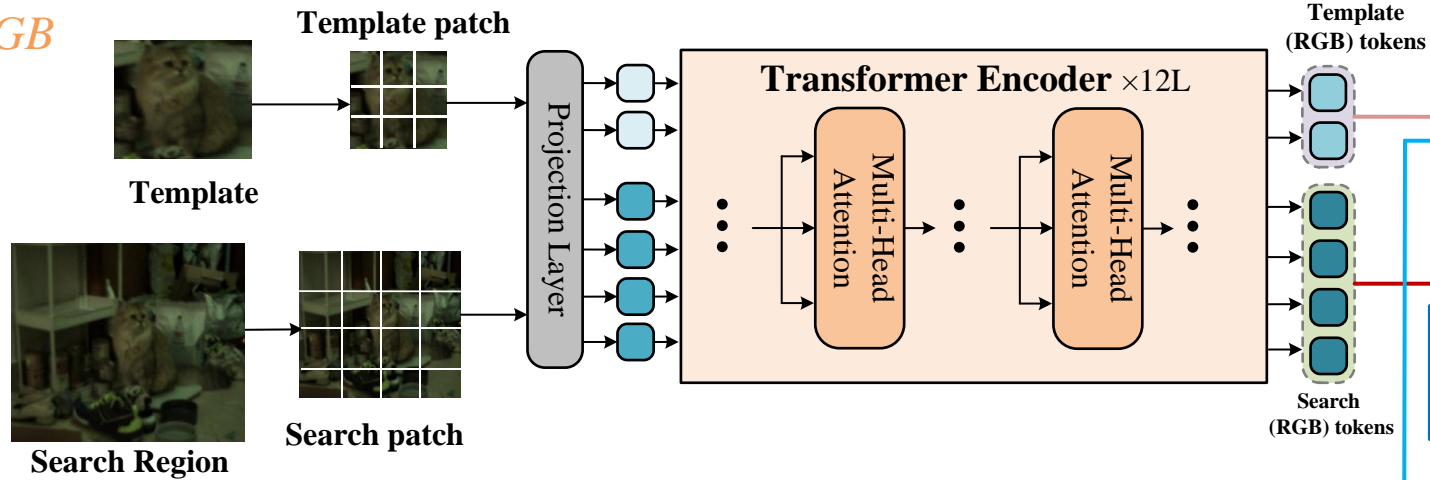 GB
Template patch
Template
Search Region
Search patch
Projection Layer
Transformer Encoder ×12L
Multi-Head
Attention
Multi-Head
Attention
Template
(RGB) tokens
Search
(RGB) tokens